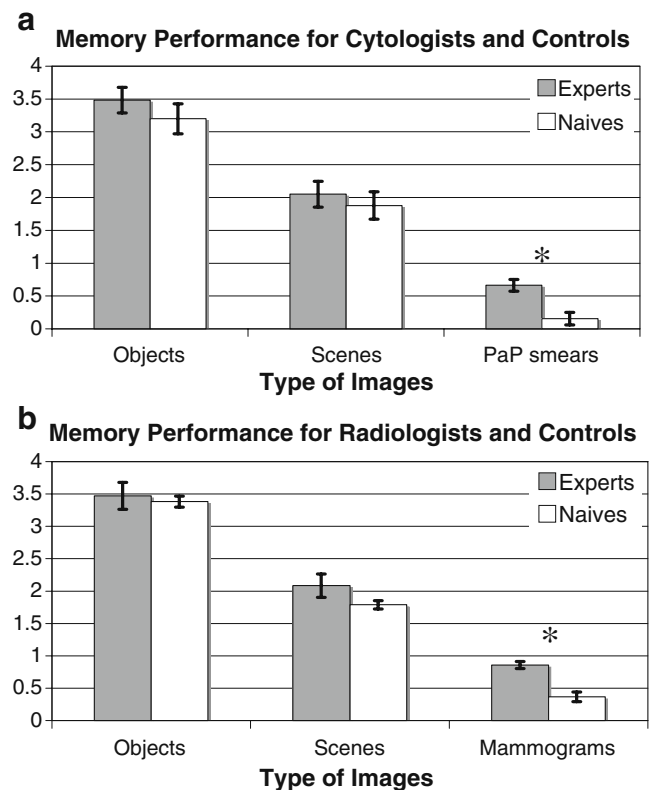 a
Memory Performance for Cytologists and Controls
4
3.5
3
2.5
2
1.5
1
0.5
0
Experts
Naives
*
Objects Scenes PaP smears
Type of Images
b
Memory Performance for Radiologists and Controls
4
3.5
3
2.5
2
1.5
1
0.5
0
Experts
Naives
*
Objects Scenes Mammograms
Type of Images